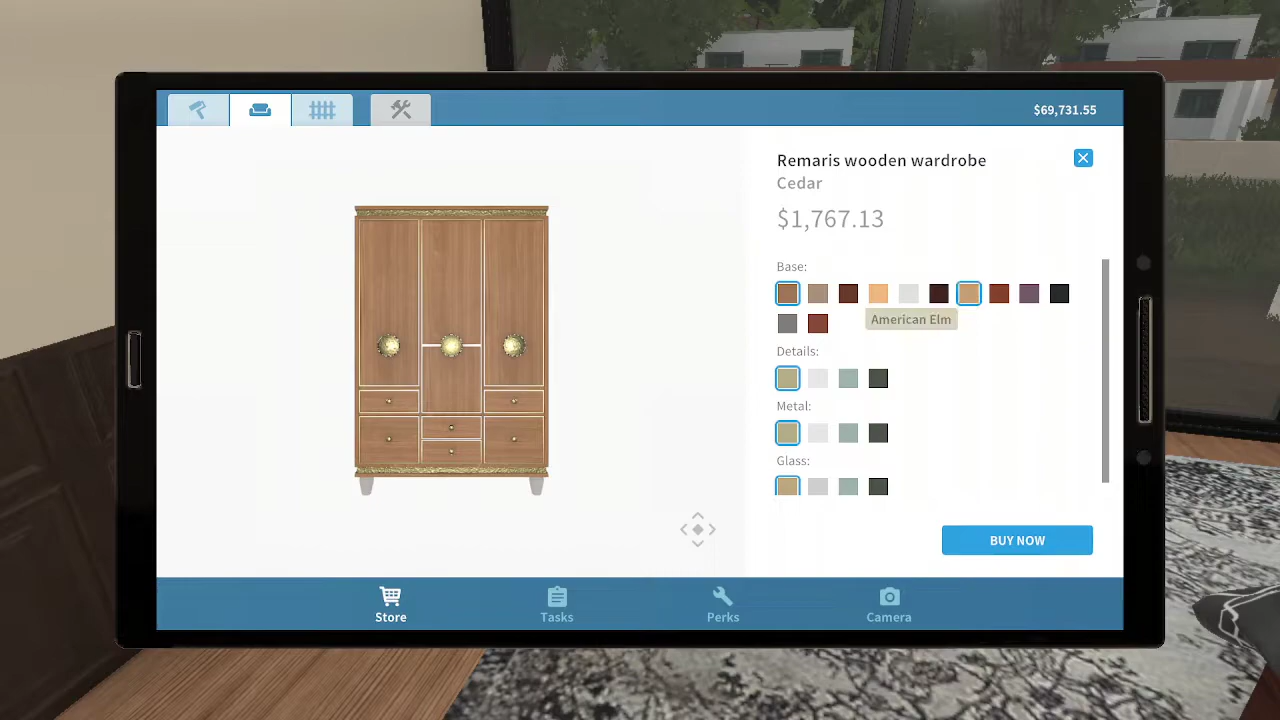 $69,731.55
Remaris wooden wardrobe
Cedar
$1,767.13
Base:
American Elm
Details:
Metal:
Glass:
BUY NOW
Store
Tasks
Perks
Camera